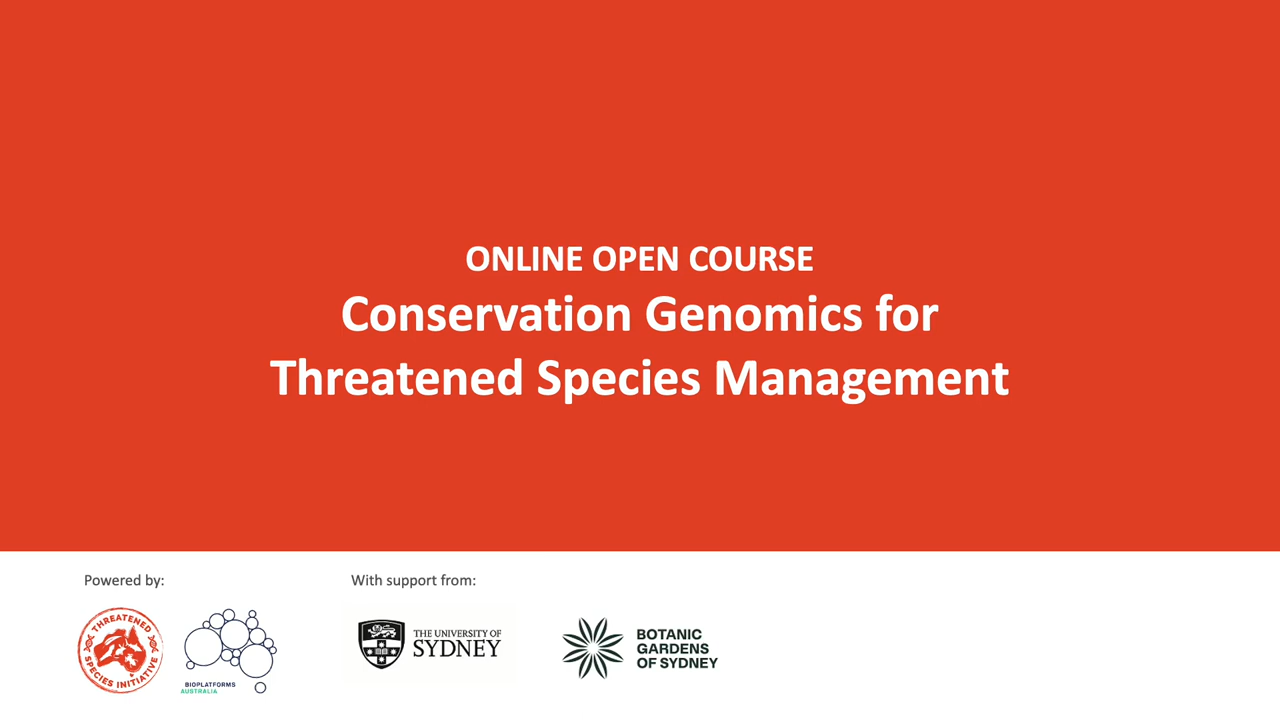 ONLINE OPEN COURSE
Conservation Genomics for
Threatened Species Management
Powered by:
With support from:
THREATENED
SPECIES INITIATIVE
BIOPLATFORMS
AUSTRALIA
THE UNIVERSITY OF
SYDNEY
BOTANIC
GARDENS
OF SYDNEY